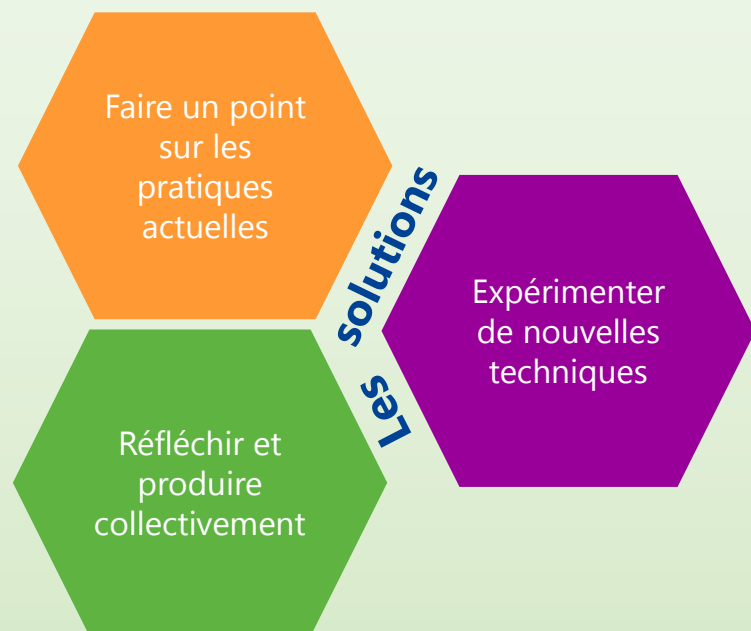 Faire un point
sur les
pratiques
actuelles
Les solutions
Expérimenter
de nouvelles
techniques
Réfléchir et
produire
collectivement